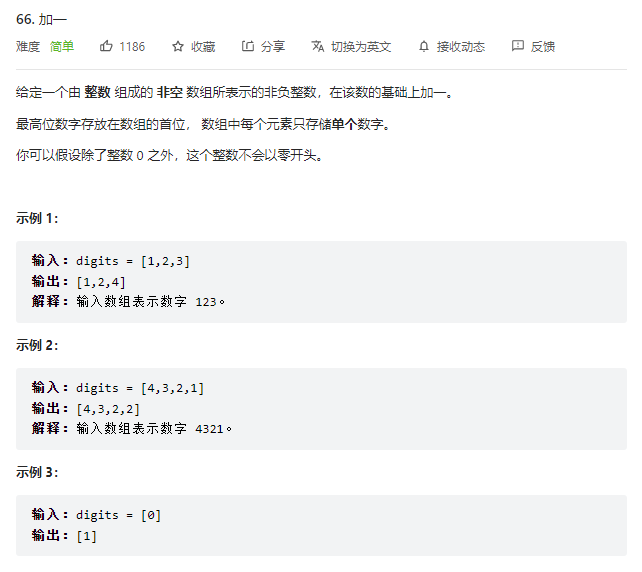 66. 加一
难度 简单 1186 收藏 分享 切换为英文 接收动态 反馈
给定一个由 整数 组成的 非空 数组所表示的非负整数，在该数的基础上加一。
最高位数字存放在数组的首位， 数组中每个元素只存储单个数字。
你可以假设除了整数 0 之外，这个整数不会以零开头。
示例 1：
输入：digits = [1,2,3]
输出：[1,2,4]
解释：输入数组表示数字 123。
示例 2：
输入：digits = [4,3,2,1]
输出：[4,3,2,2]
解释：输入数组表示数字 4321。
示例 3：
输入：digits = [0]
输出：[1]